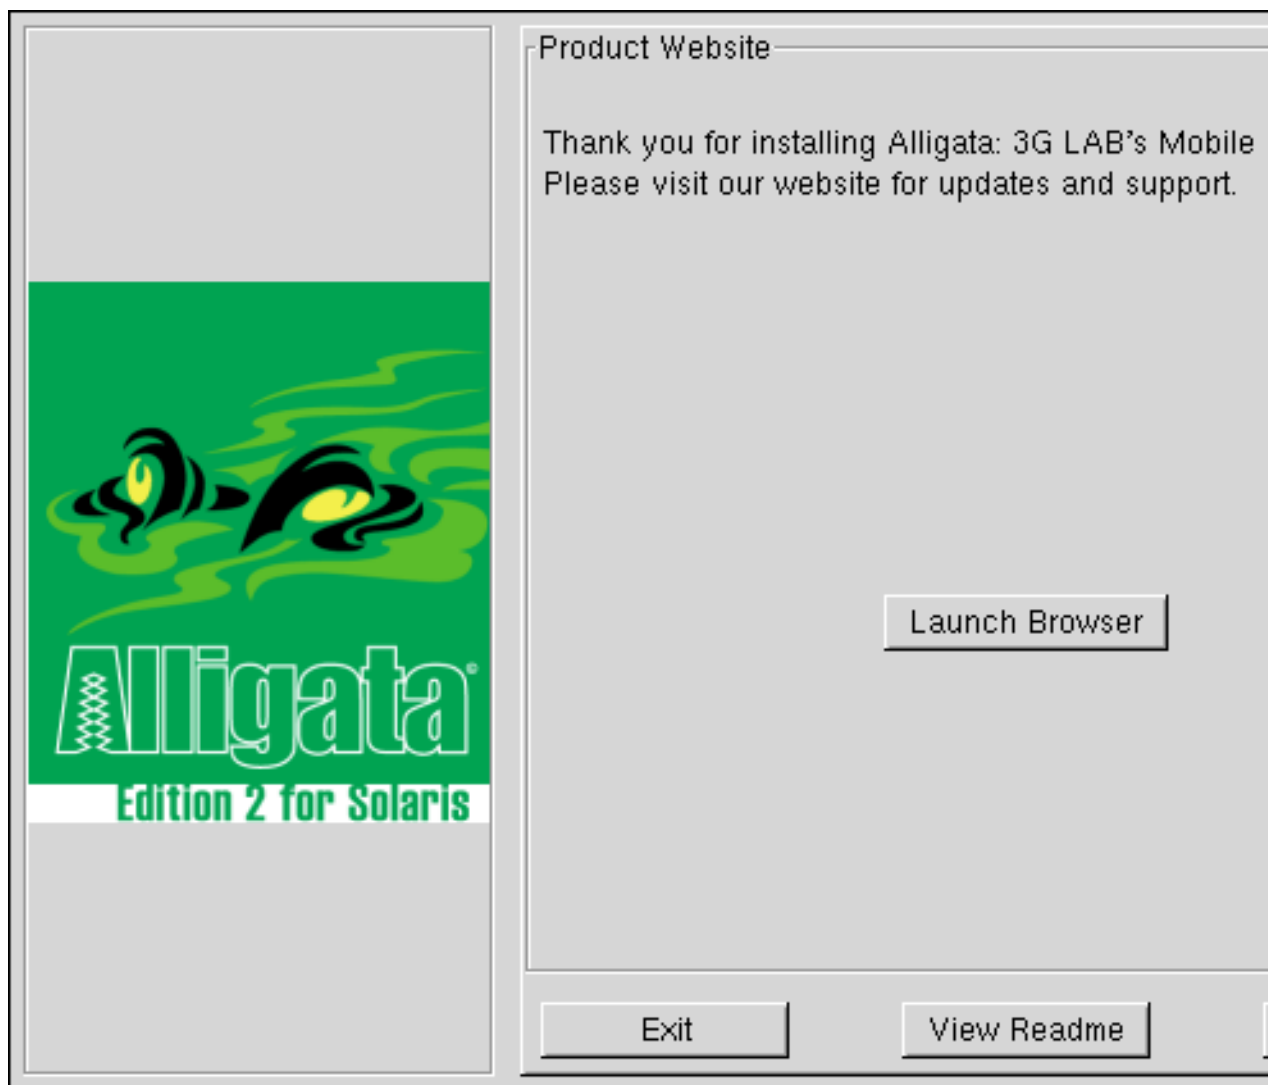 Product Website
Thank you for installing Alligata: 3G LAB's Mobile
Please visit our website for updates and support.
Launch Browser
Alligata©
Edition 2 for Solaris
Exit
View Readme